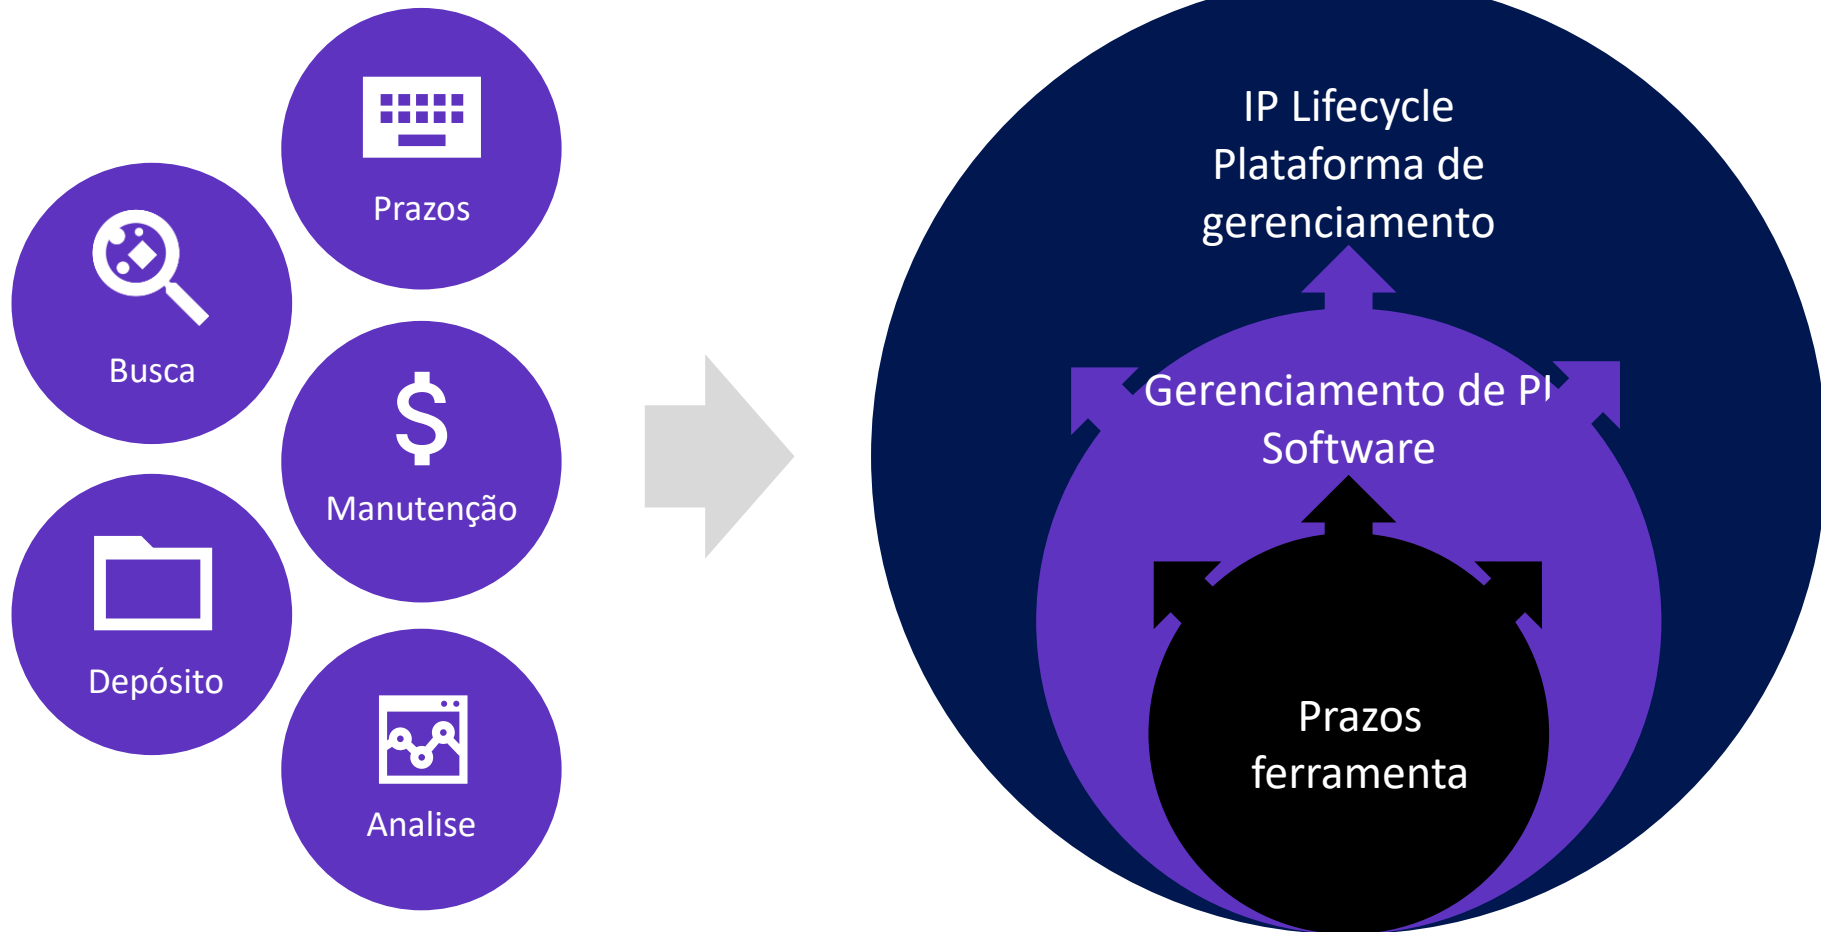 Prazos
Busca
Manutenção
Depósito
Analise
IP Lifecycle
Plataforma de
gerenciamento
Gerenciamento de PI
Software
Prazos
ferramenta